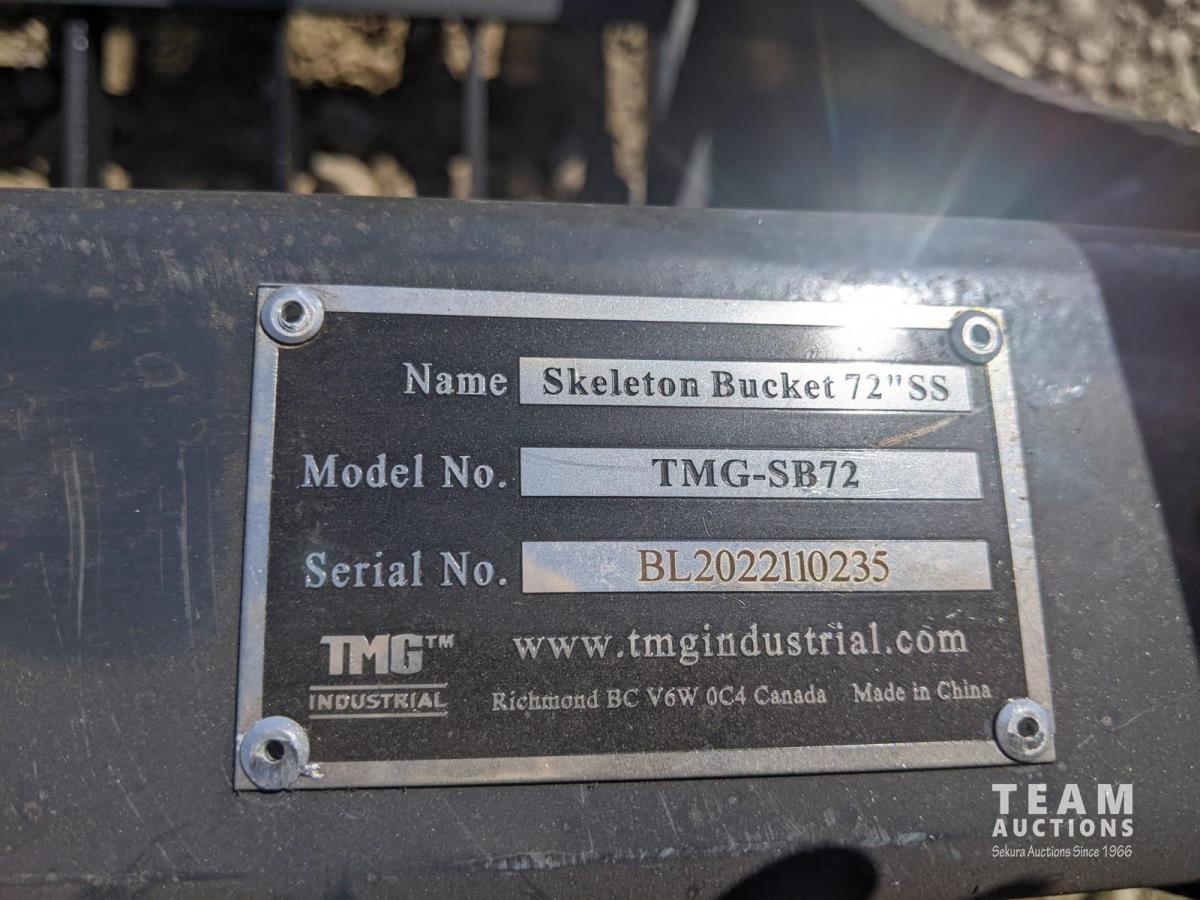 Name Skeleton Bucket 72"SS
Model No. TMG-SB72
Serial No. BL2022110235
TMG™
INDUSTRIAL
www.tmgindustrial.com
Richmond BC V6W 0C4 Canada Made in China
TEAM
AUCTIONS
Sekura Auctions Since 1966